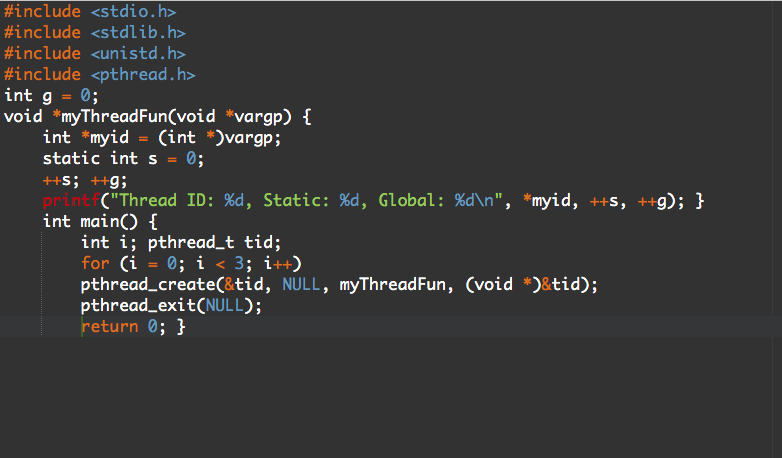 #include <stdio.h>
#include <stdlib.h>
#include <unistd.h>
#include <pthread.h>
int g = 0;
void *myThreadFun(void *vargp) {
    int *myid = (int *)vargp;
    static int s = 0;
    ++s; ++g;
    printf("Thread ID: %d, Static: %d, Global: %d\n", *myid, ++s, ++g); }
    int main() {
        int i; pthread_t tid;
        for (i = 0; i < 3; i++)
        pthread_create(&tid, NULL, myThreadFun, (void *)&tid);
        pthread_exit(NULL);
        return 0; }